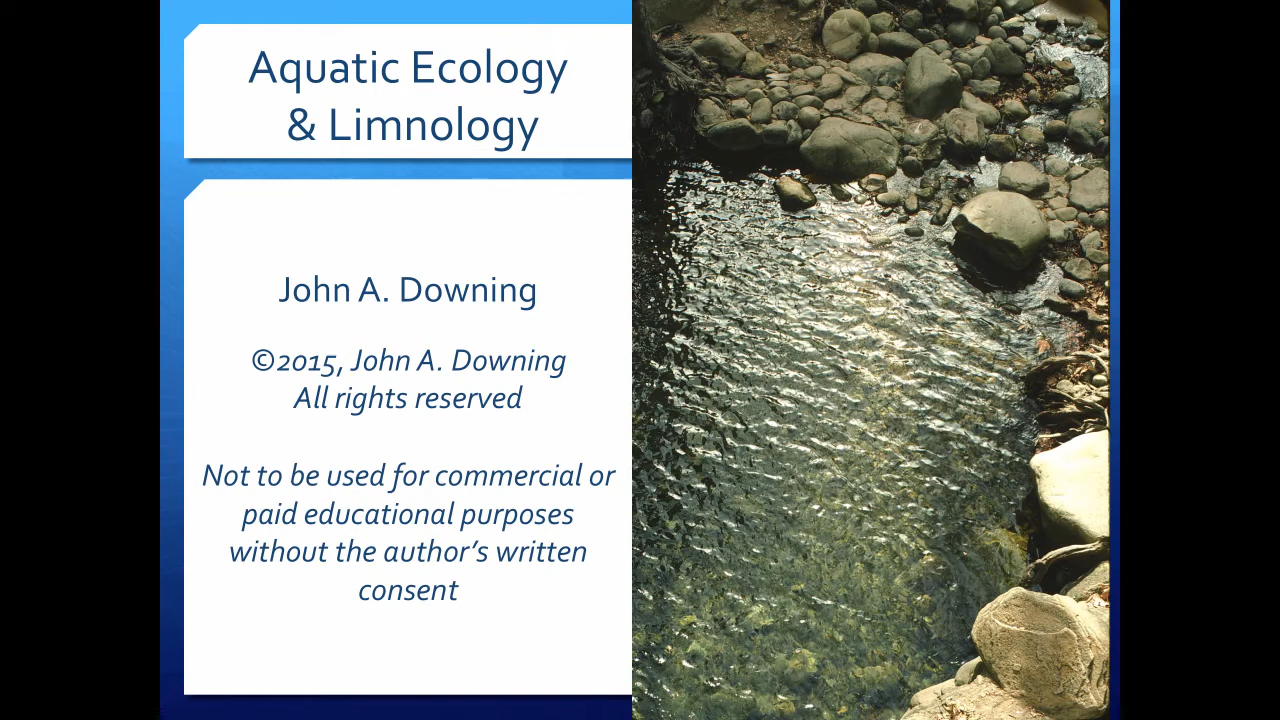 Aquatic Ecology
& Limnology
John A. Downing
©2015, John A. Downing
All rights reserved
Not to be used for commercial or
paid educational purposes
without the author’s written
consent